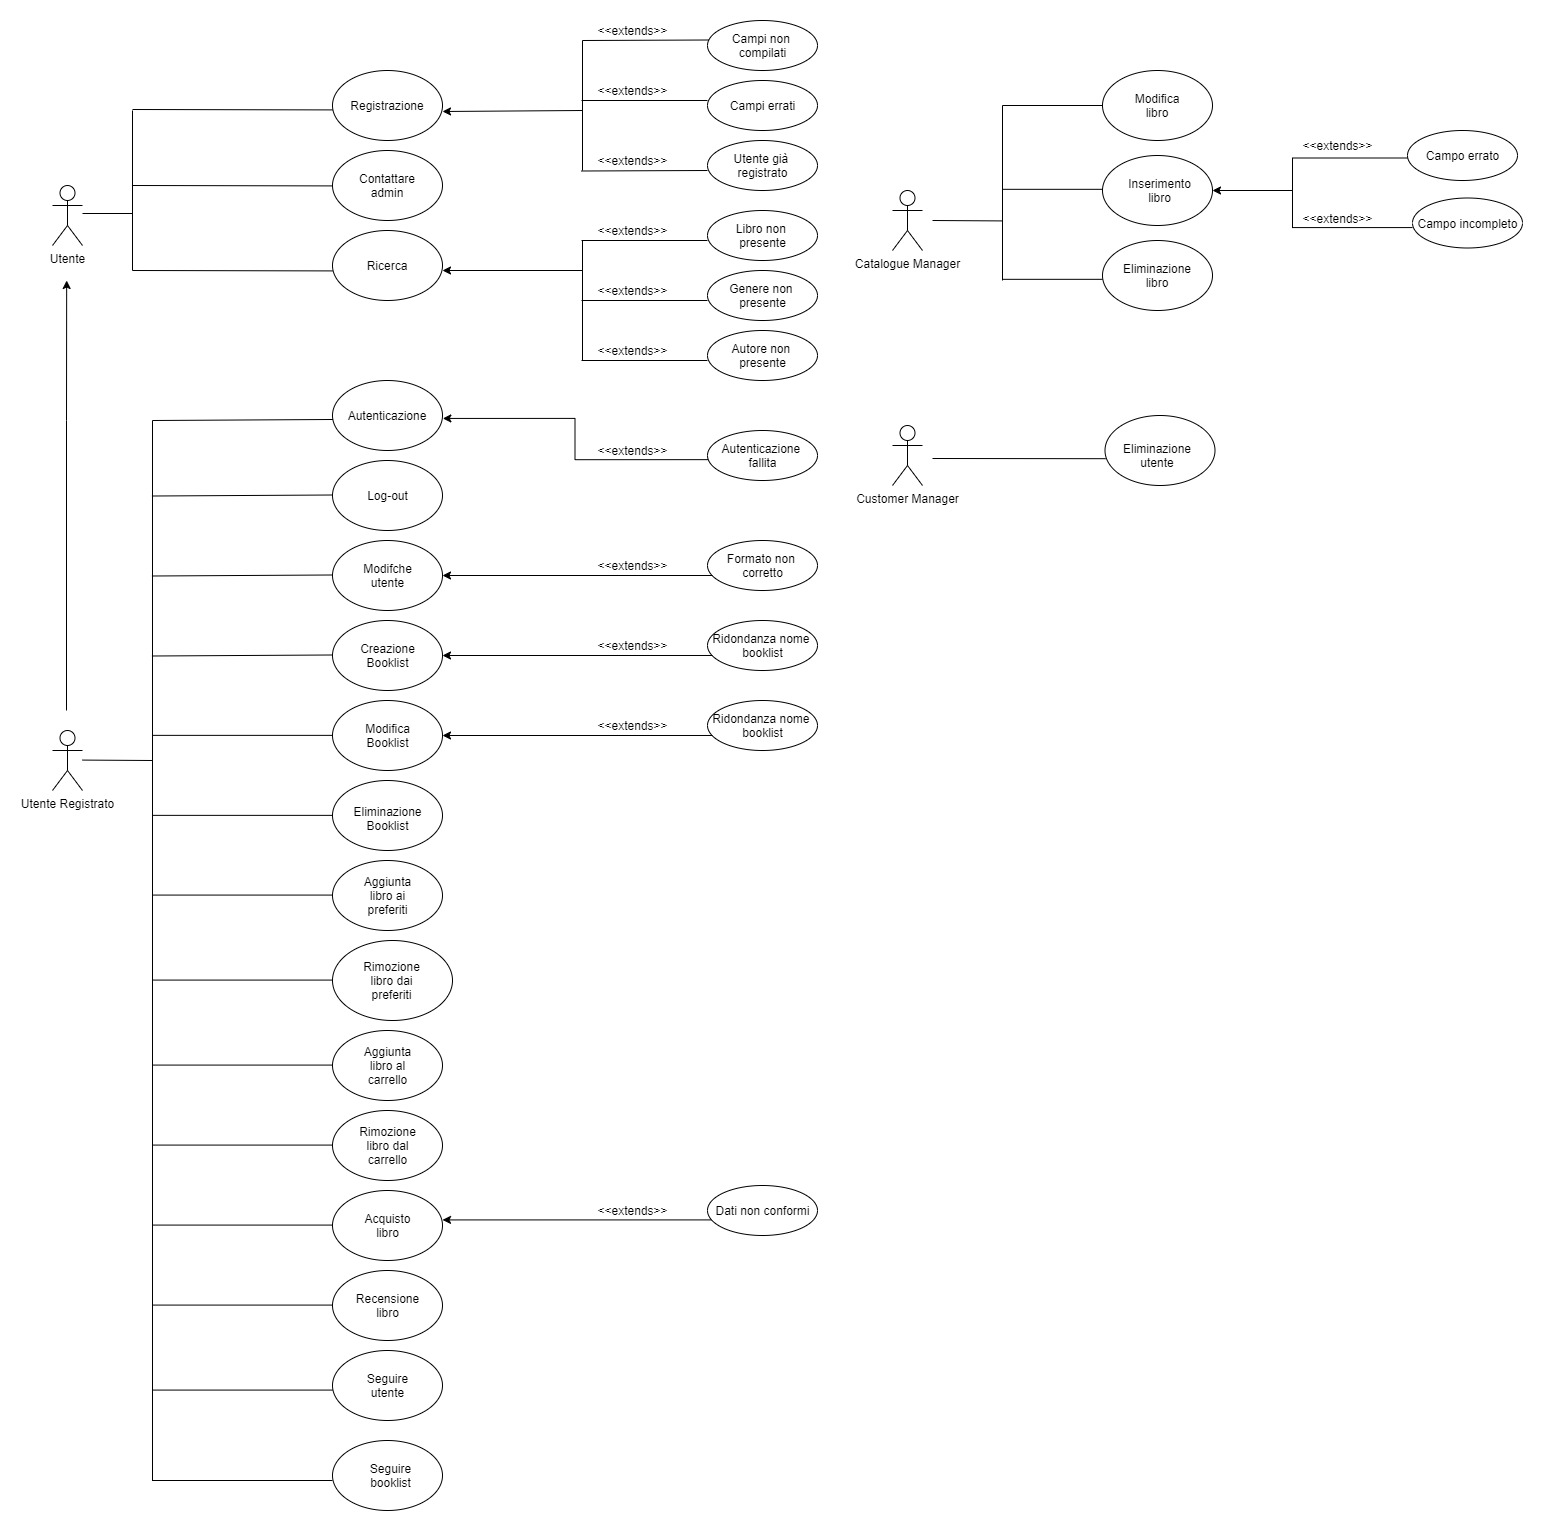 <<extends>>
Campi non
compilati
Registrazione
<<extends>>
Campi errati
<<extends>>
Utente già
registrato
Contattare
admin
Utente
Ricerca
<<extends>>
Libro non
presente
<<extends>>
Genere non
presente
<<extends>>
Autore non
presente
Modifica
libro
Inserimento
libro
<<extends>>
Campo errato
<<extends>>
Campo incompleto
Catalogue Manager
Eliminazione
libro
Autenticazione
<<extends>>
Autenticazione
fallita
Customer Manager
Eliminazione
utente
Log-out
Modifche
utente
<<extends>>
Formato non
corretto
Creazione
Booklist
<<extends>>
Ridondanza nome
booklist
Modifica
Booklist
<<extends>>
Ridondanza nome
booklist
Utente Registrato
Eliminazione
Booklist
Aggiunta
libro ai
preferiti
Rimozione
libro dai
preferiti
Aggiunta
libro al
carrello
Rimozione
libro dal
carrello
Acquisto
libro
<<extends>>
Dati non conformi
Recensione
libro
Seguire
utente
Seguire
booklist